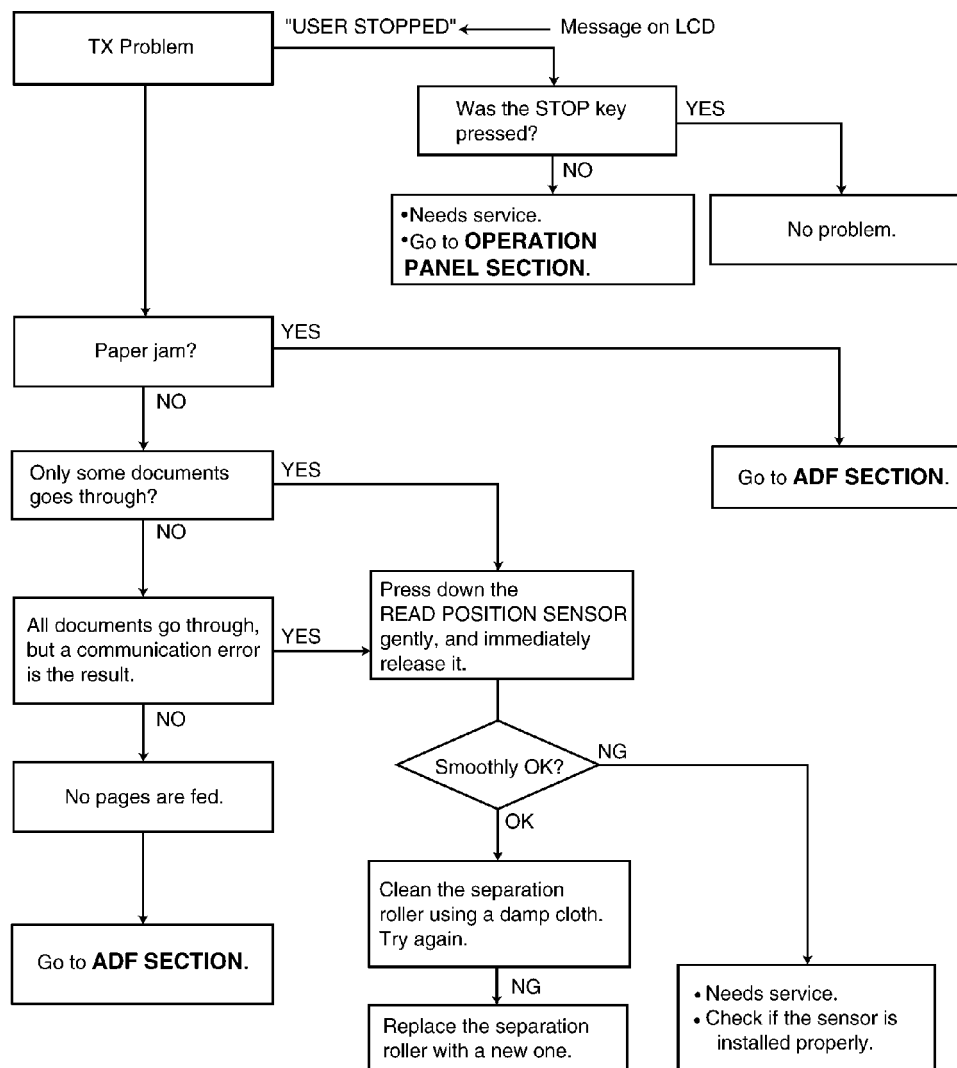 TX Problem
"USER STOPPED"
Message on LCD
Was the STOP key
pressed?
YES
NO
•Needs service.
•Go to OPERATION
PANEL SECTION.
No problem.
Paper jam?
YES
NO
Only some documents
goes through?
YES
Go to ADF SECTION.
NO
All documents go through,
but a communication error
is the result.
YES
Press down the
READ POSITION SENSOR
gently, and immediately
release it.
NO
Smoothly OK?
NG
No pages are fed.
OK
Clean the separation
roller using a damp cloth.
Try again.
Go to ADF SECTION.
NG
Replace the separation
roller with a new one.
• Needs service.
• Check if the sensor is
installed properly.